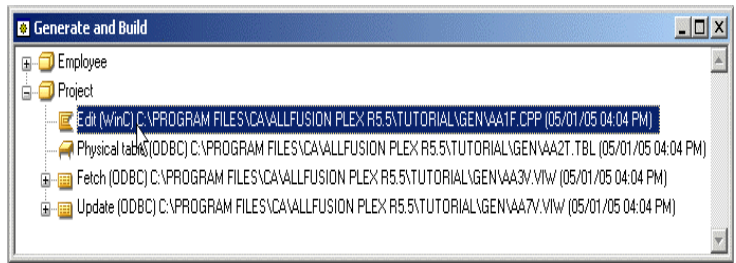 Generate and Build
Employee
Project
Edit (WinC) C:\PROGRAM FILES\CA\ALLFUSION PLEX R5.5\TUTORIAL\GEN\AA1F.CPP (05/01/05 04:04 PM)
Physical table (ODBC) C:\PROGRAM FILES\CA\ALLFUSION PLEX R5.5\TUTORIAL\GEN\AA2T.TBL (05/01/05 04:04 PM)
Fetch (ODBC) C:\PROGRAM FILES\CA\ALLFUSION PLEX R5.5\TUTORIAL\GEN\AA3V.VIW (05/01/05 04:04 PM)
Update (ODBC) C:\PROGRAM FILES\CA\ALLFUSION PLEX R5.5\TUTORIAL\GEN\AA7V.VIW (05/01/05 04:04 PM)